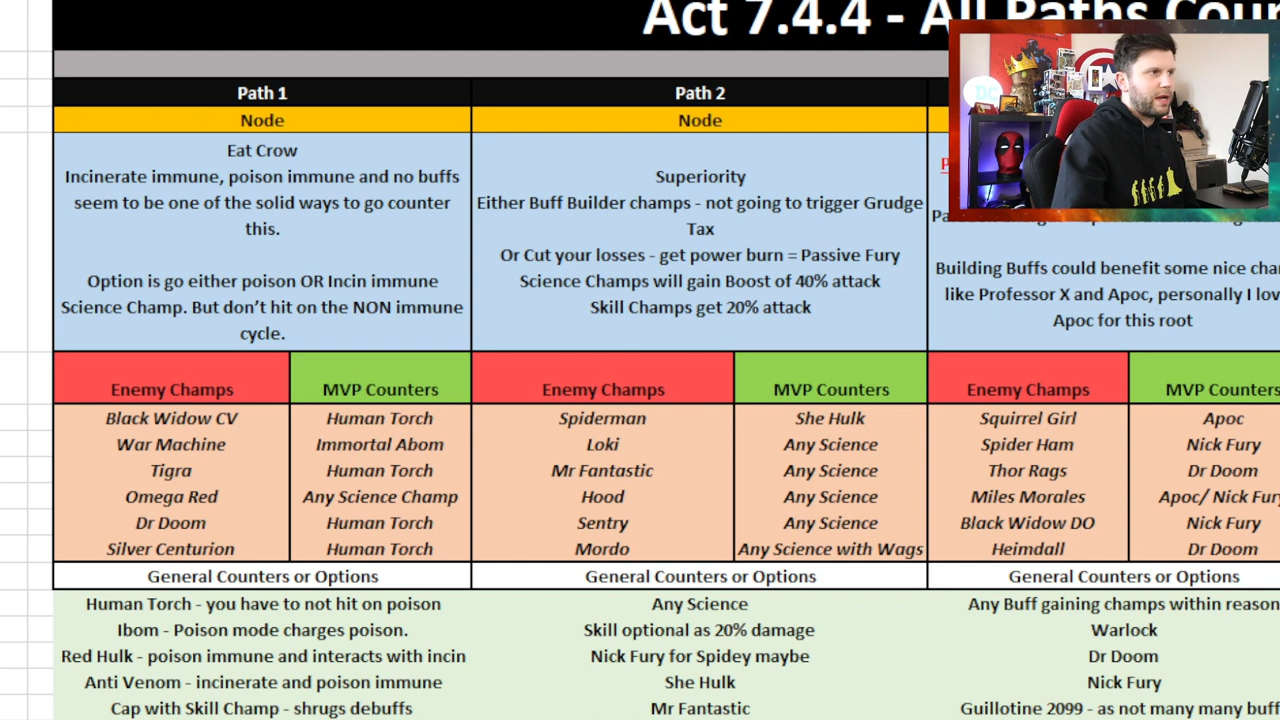 Act 7.4.4 - All Paths Coun
Path 1
Path 2
Node
Node
Eat Crow
Incinerate immune, poison immune and no buffs
seem to be one of the solid ways to go counter
this.
Option is go either poison OR Incin immune
Science Champ. But don't hit on the NON immune
cycle.
Superiority
Either Buff Builder champs - not going to trigger Grudge
Tax
Or Cut your losses - get power burn = Passive Fury
Science Champs will gain Boost of 40% attack
Skill Champs get 20% attack
Building Buffs could benefit some nice
like Professor X and Apoc, personally I
Apoc for this root
Enemy Champs
MVP Counters
Enemy Champs
MVP Counters
Enemy Champs
MVP Counters
Black Widow CV
Human Torch
Spiderman
She Hulk
Squirrel Girl
Apoc
War Machine
Immortal Abom
Loki
Any Science
Spider Ham
Nick Fury
Tigra
Human Torch
Mr Fantastic
Any Science
Thor Rags
Dr Doom
Omega Red
Any Science Champ
Hood
Any Science
Miles Morales
Apoc/ Nick Fury
Dr Doom
Human Torch
Sentry
Any Science
Black Widow DO
Nick Fury
Silver Centurion
Human Torch
Mordo
Any Science with Wags
Heimdall
Dr Doom
General Counters or Options
General Counters or Options
General Counters or Options
Human Torch - you have to not hit on poison
Ibom - Poison mode charges poison.
Red Hulk - poison immune and interacts with incin
Anti Venom - incinerate and poison immune
Cap with Skill Champ - shrugs debuffs
Any Science
Skill optional as 20% damage
Nick Fury for Spidey maybe
She Hulk
Mr Fantastic
Any Buff gaining champs within reason
Warlock
Dr Doom
Nick Fury
Guillotine 2099 - as not many many buff
DC